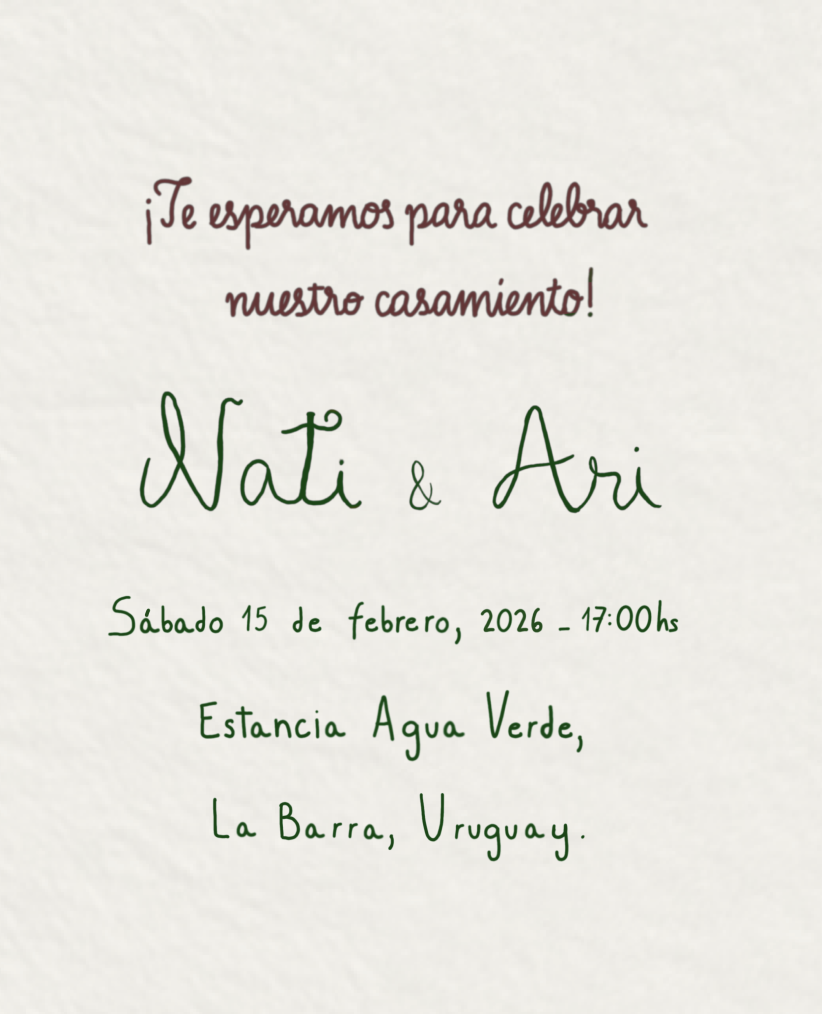 ¡Te esperamos para celebrar
nuestro casamiento!
Nati & Ari
Sábado 15 de febrero, 2026 - 17:00hs
Estancia Agua Verde,
La Barra, Uruguay.